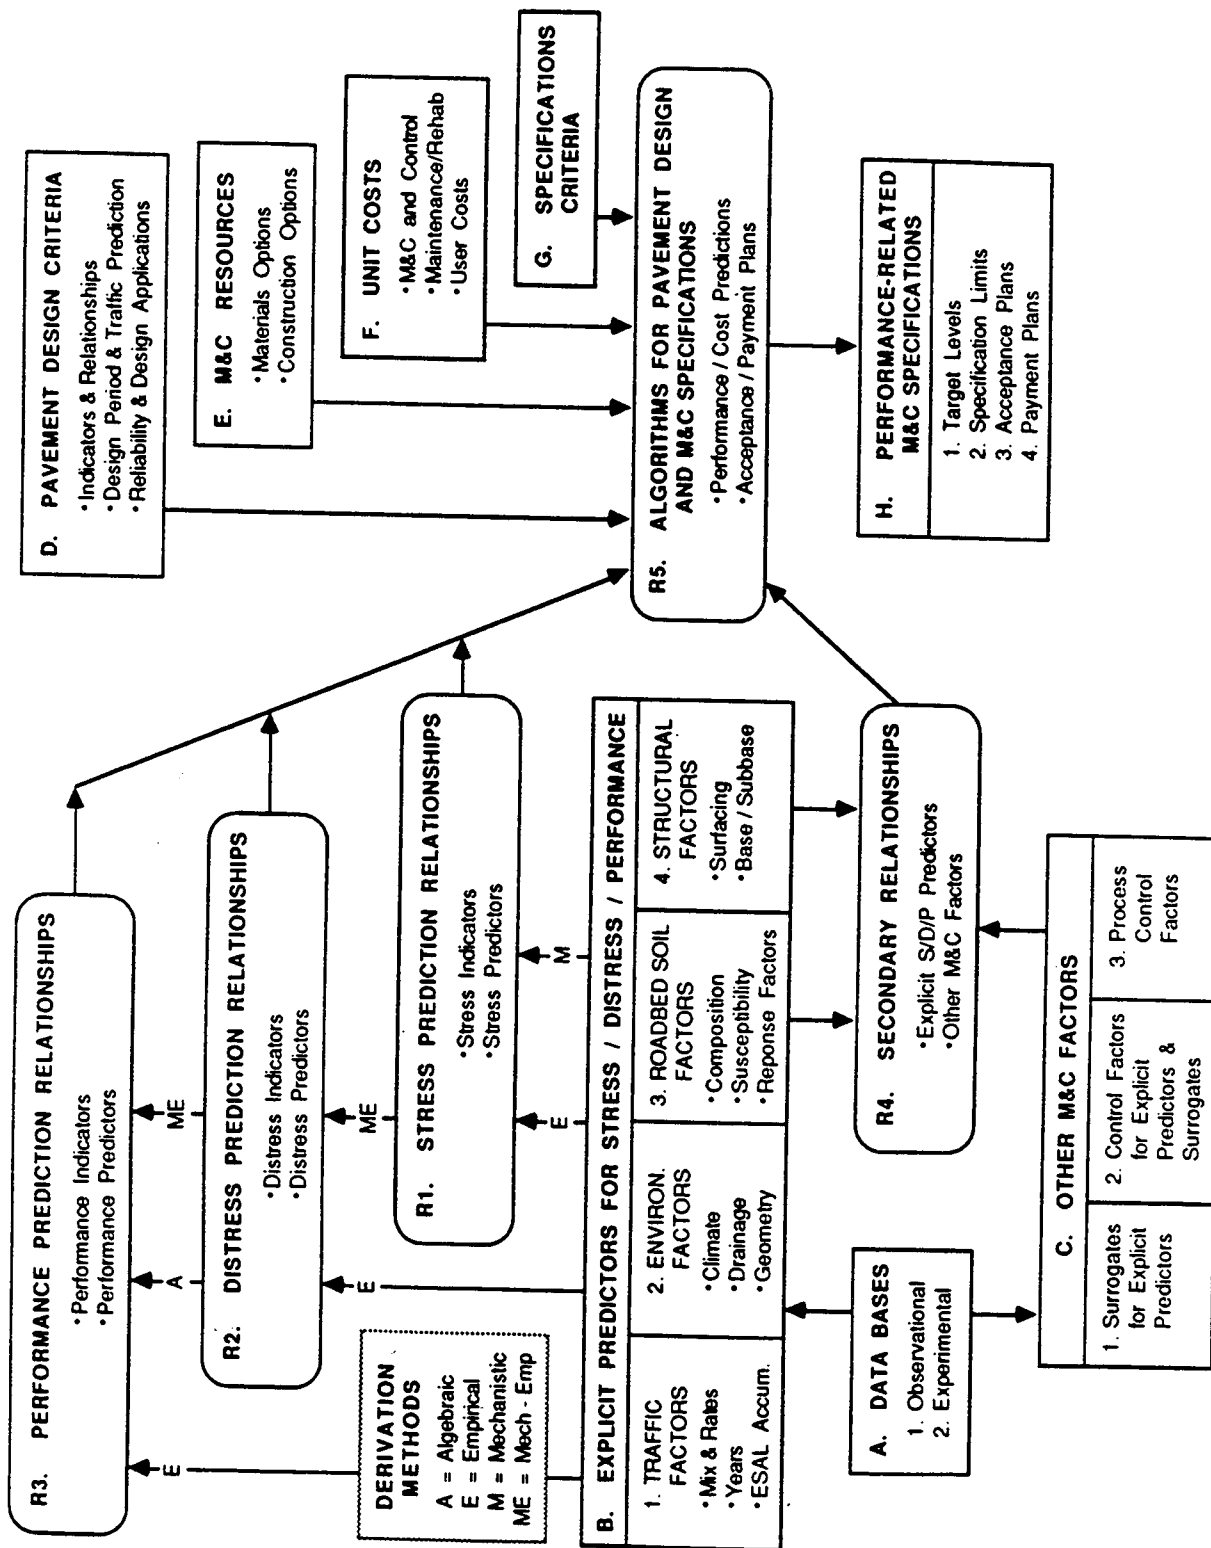 R3. PERFORMANCE PREDICTION RELATIONSHIPS
•Performance Indicators
•Performance Predictors
E
A
ME
R2. DISTRESS PREDICTION RELATIONSHIPS
•Distress Indicators
•Distress Predictors
DERIVATION
METHODS
A = Algebraic
E = Empirical
M = Mechanistic
ME = Mech - Emp
E
ME
R1. STRESS PREDICTION RELATIONSHIPS
•Stress Indicators
•Stress Predictors
E
M
B. EXPLICIT PREDICTORS FOR STRESS / DISTRESS / PERFORMANCE
1. TRAFFIC
FACTORS
•Mix & Rates
•Years
•ESAL Accum.
2. ENVIRON.
FACTORS
•Climate
•Drainage
•Geometry
3. ROADBED SOIL
FACTORS
•Composition
•Susceptibility
•Reponse Factors
4. STRUCTURAL
FACTORS
•Surfacing
•Base / Subbase
A. DATA BASES
1. Observational
2. Experimental
R4. SECONDARY RELATIONSHIPS
•Explicit S/D/P Predictors
•Other M&C Factors
C. OTHER M&C FACTORS
1. Surrogates
for Explicit
Predictors
2. Control Factors
for Explicit
Predictors &
Surrogates
3. Process
Control
Factors
D. PAVEMENT DESIGN CRITERIA
•Indicators & Relationships
•Design Period & Traffic Prediction
•Reliability & Design Applications
E. M&C RESOURCES
•Materials Options
•Construction Options
F. UNIT COSTS
•M&C and Control
•Maintenance/Rehab
•User Costs
G. SPECIFICATIONS
CRITERIA
R5. ALGORITHMS FOR PAVEMENT DESIGN
AND M&C SPECIFICATIONS
•Performance / Cost Predictions
•Acceptance / Payment Plans
H. PERFORMANCE-RELATED
M&C SPECIFICATIONS
1. Target Levels
2. Specification Limits
3. Acceptance Plans
4. Payment Plans